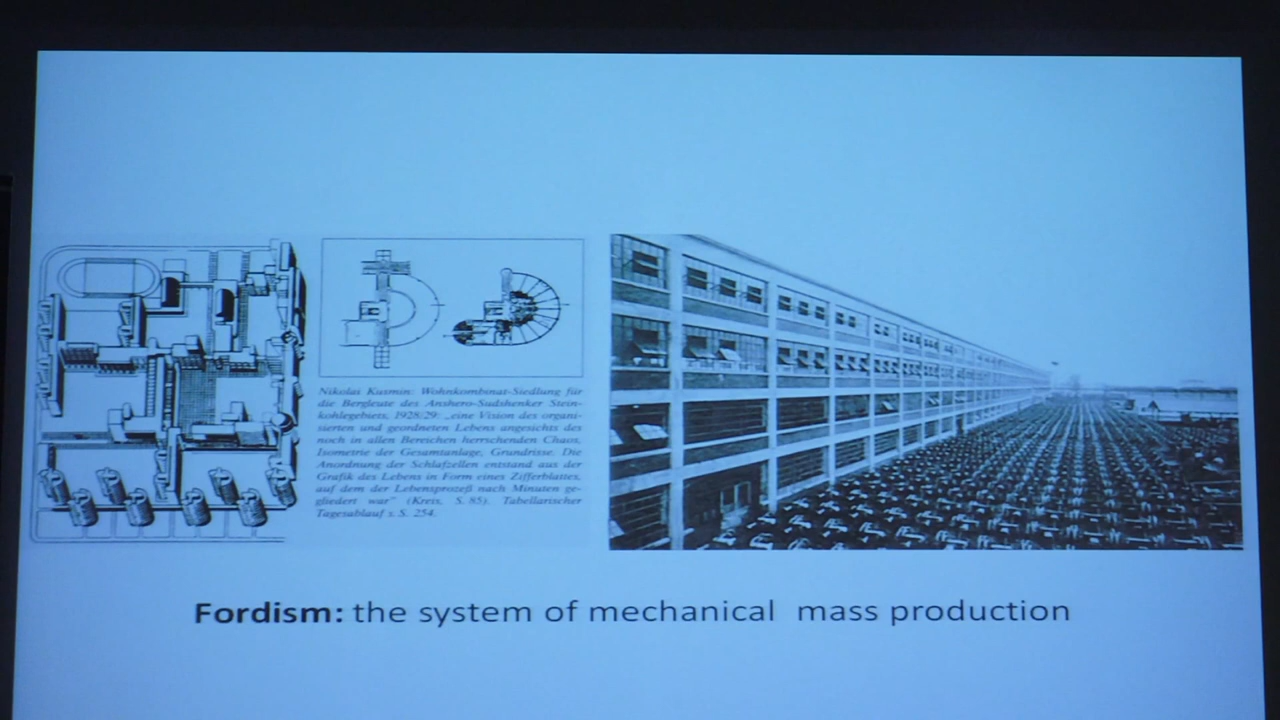 Nikolai Kusmin: Wohnkombinat-Siedlung für
die Bergleute des Anshero-Sudshenker Stein-
kohlegebiets, 1928/29: „eine Vision des organi-
sierten und geordneten Lebens angesichts des
noch in allen Bereichen herrschenden Chaos,
Isometrie der Gesamtanlage, Grundrisse. Die
Anordnung der Schlafzellen entstand aus der
Grafik des Lebens in Form eines Zifferblattes,
auf dem der Lebensprozeß nach Minuten ge-
gliedert war" (Kreis, S. 85). Tabellarischer
Tagesablauf s. S. 254.
Fordism: the system of mechanical mass production